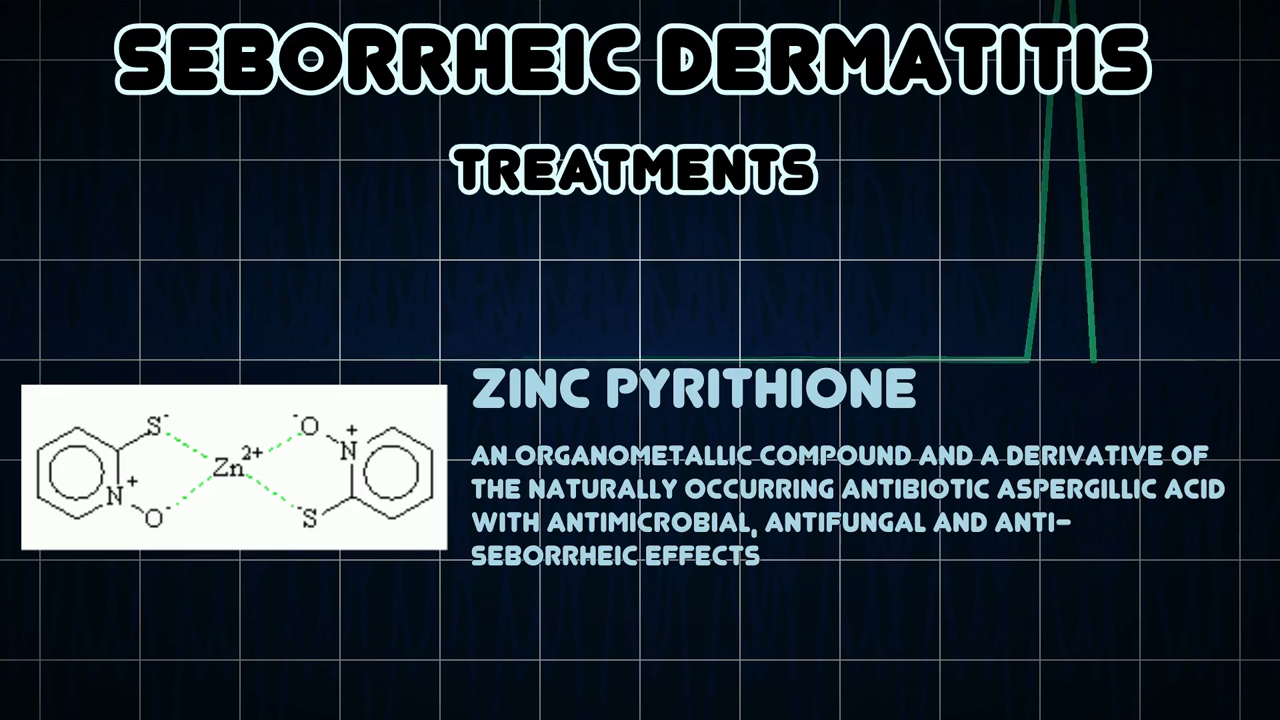 SEBORRHEIC DERMATITIS
TREATMENTS
ZINC PYRITHIONE
AN ORGANOMETALLIC COMPOUND AND A DERIVATIVE OF
THE NATURALLY OCCURRING ANTIBIOTIC ASPERGILLIC ACID
WITH ANTIMICROBIAL, ANTIFUNGAL AND ANTI-
SEBORRHEIC EFFECTS
S- -O N+
Zn2+
N+ O- S